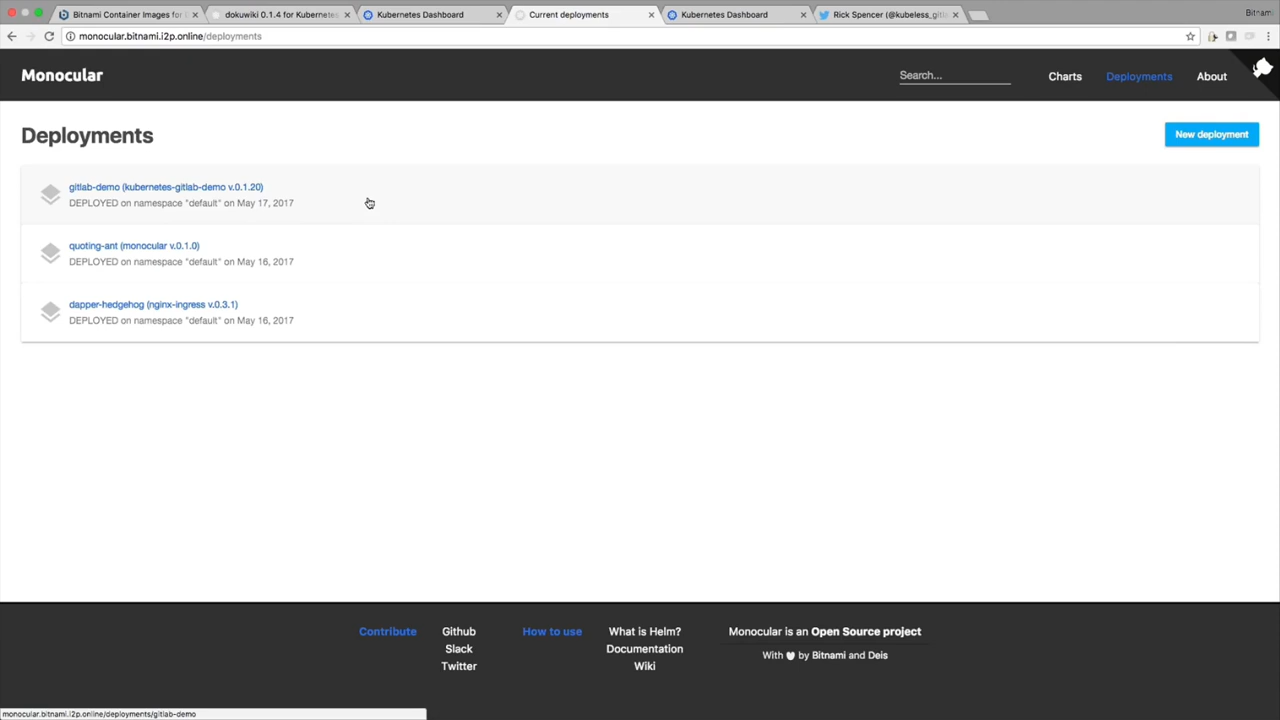 Bitnami Container Images for
dokuwiki 0.1.4 for Kubernete
Kubernetes Dashboard
Current deployments
Kubernetes Dashboard
Rick Spencer (@kubeless_gitl
Bitnami
monocular.bitnami.i2p.online/deployments
Monocular
Search...
Charts
Deployments
About
Deployments
New deployment
gitlab-demo (kubernetes-gitlab-demo v.0.1.20)
DEPLOYED on namespace "default" on May 17, 2017
quoting-ant (monocular v.0.1.0)
DEPLOYED on namespace "default" on May 16, 2017
dapper-hedgehog (nginx-ingress v.0.3.1)
DEPLOYED on namespace "default" on May 16, 2017
Contribute
Github
Slack
Twitter
How to use
What is Helm?
Documentation
Wiki
Monocular is an Open Source project
With by Bitnami and Deis
monocular.bitnami.i2p.online/deployments/gitlab-demo